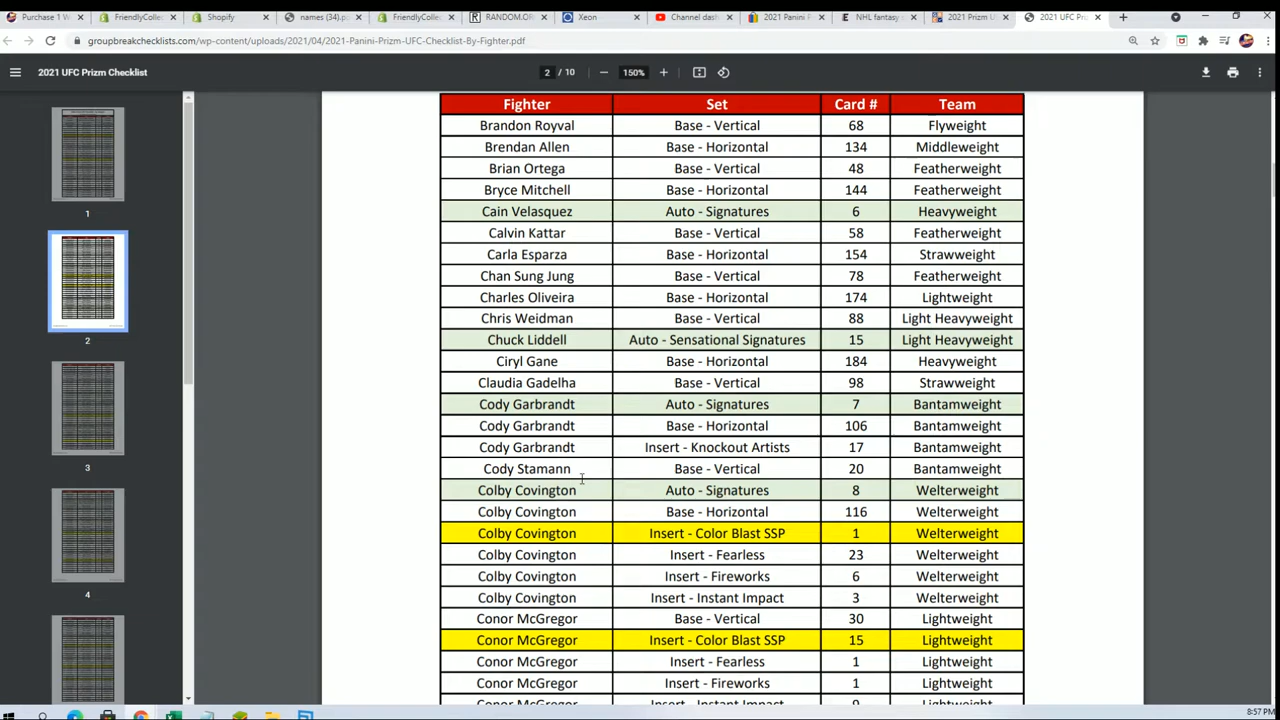 Purchase 1 W
FriendlyCollec
Shopify
names (34).pd
FriendlyCollec
RANDOM.OR
Xeon
Channel dash
2021 Panini P
NHL fantasy s
2021 Prizm U
2021 UFC Pri
groupbreakchecklists.com/wp-content/uploads/2021/04/2021-Panini-Prizm-UFC-Checklist-By-Fighter.pdf
2021 UFC Prizm Checklist
2 / 10
150%
Fighter Set Card # Team
Brandon Royval Base - Vertical 68 Flyweight
Brendan Allen Base - Horizontal 134 Middleweight
Brian Ortega Base - Vertical 48 Featherweight
Bryce Mitchell Base - Horizontal 144 Featherweight
Cain Velasquez Auto - Signatures 6 Heavyweight
Calvin Kattar Base - Vertical 58 Featherweight
Carla Esparza Base - Horizontal 154 Strawweight
Chan Sung Jung Base - Vertical 78 Featherweight
Charles Oliveira Base - Horizontal 174 Lightweight
Chris Weidman Base - Vertical 88 Light Heavyweight
Chuck Liddell Auto - Sensational Signatures 15 Light Heavyweight
Ciryl Gane Base - Horizontal 184 Heavyweight
Claudia Gadelha Base - Vertical 98 Strawweight
Cody Garbrandt Auto - Signatures 7 Bantamweight
Cody Garbrandt Base - Horizontal 106 Bantamweight
Cody Garbrandt Insert - Knockout Artists 17 Bantamweight
Cody Stamann Base - Vertical 20 Bantamweight
Colby Covington Auto - Signatures 8 Welterweight
Colby Covington Base - Horizontal 116 Welterweight
Colby Covington Insert - Color Blast SSP 1 Welterweight
Colby Covington Insert - Fearless 23 Welterweight
Colby Covington Insert - Fireworks 6 Welterweight
Colby Covington Insert - Instant Impact 3 Welterweight
Conor McGregor Base - Vertical 30 Lightweight
Conor McGregor Insert - Color Blast SSP 15 Lightweight
Conor McGregor Insert - Fearless 1 Lightweight
Conor McGregor Insert - Fireworks 1 Lightweight
1
2
3
4
8:57 PM